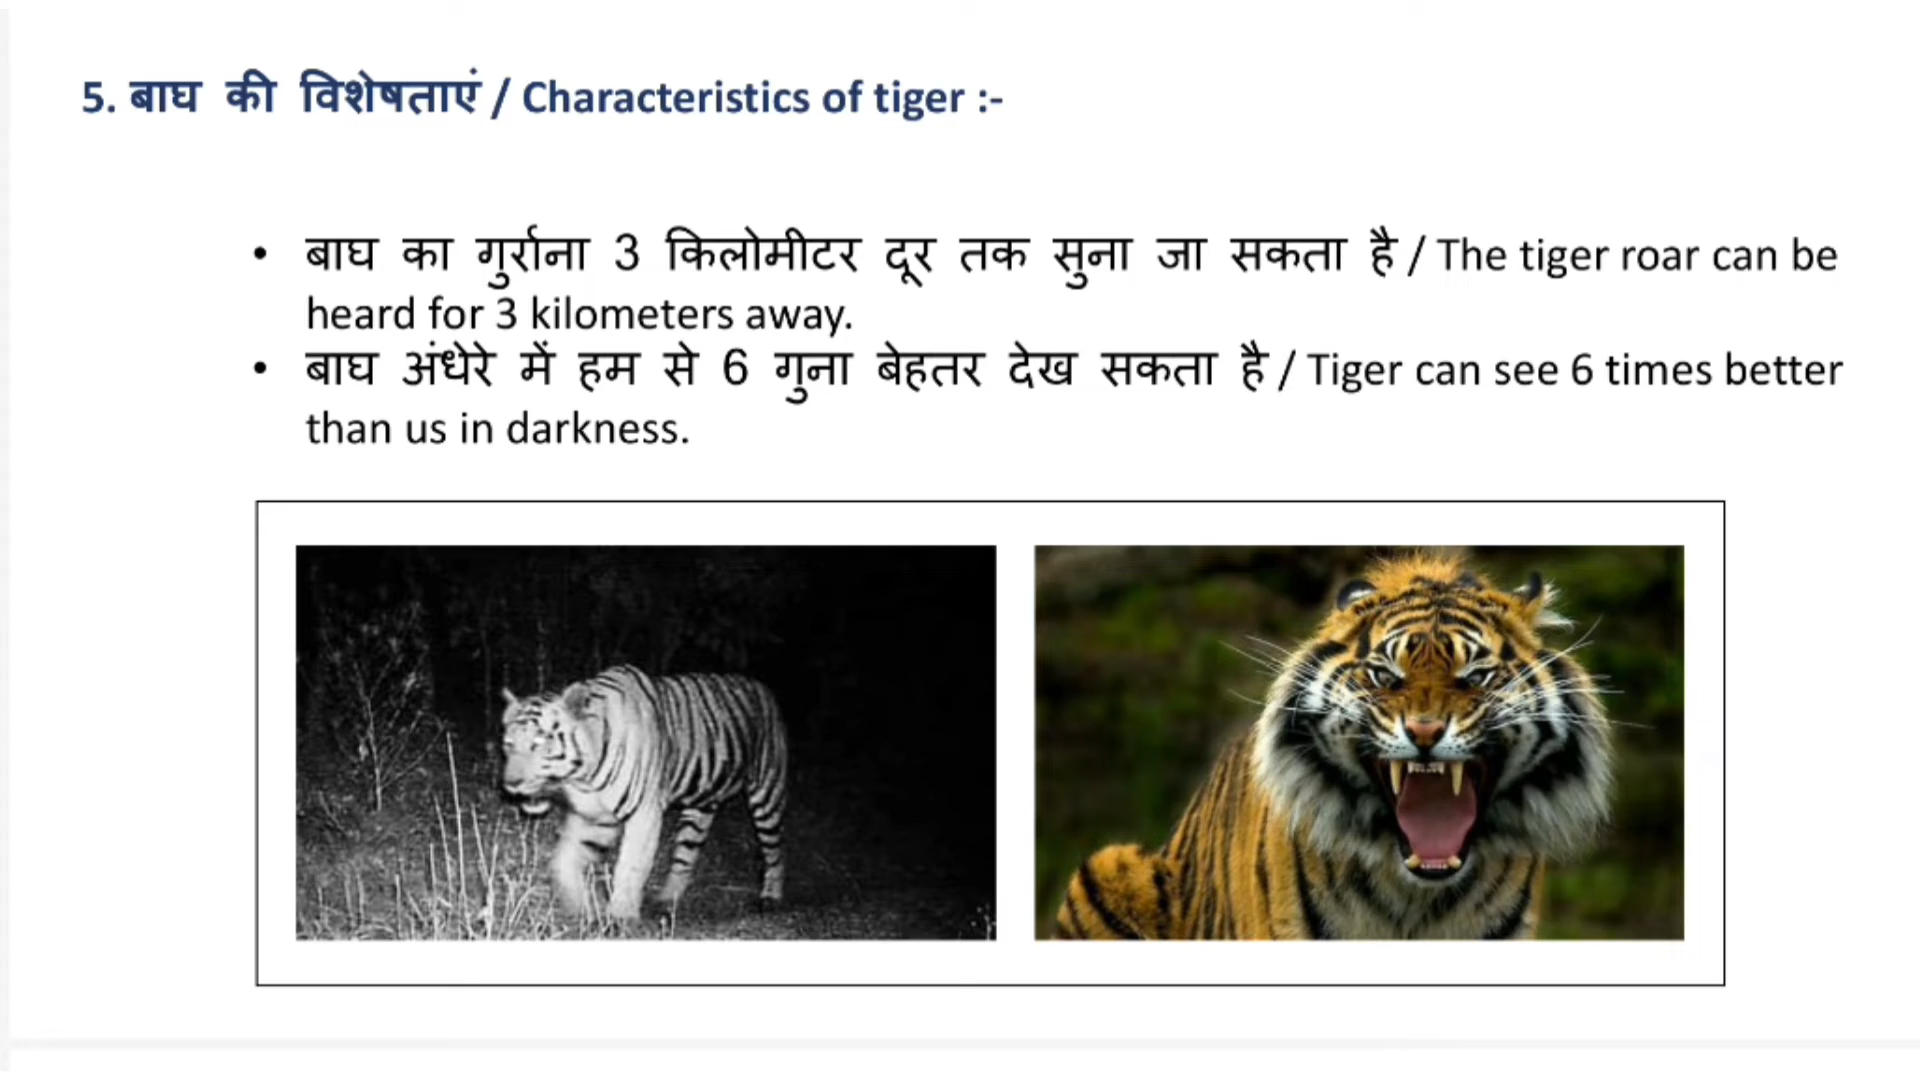 5. बाघ की विशेषताएं / Characteristics of tiger :-
• बाघ का गुर्राना 3 किलोमीटर दूर तक सुना जा सकता है / The tiger roar can be
heard for 3 kilometers away.
• बाघ अंधेरे में हम से 6 गुना बेहतर देख सकता है / Tiger can see 6 times better
than us in darkness.